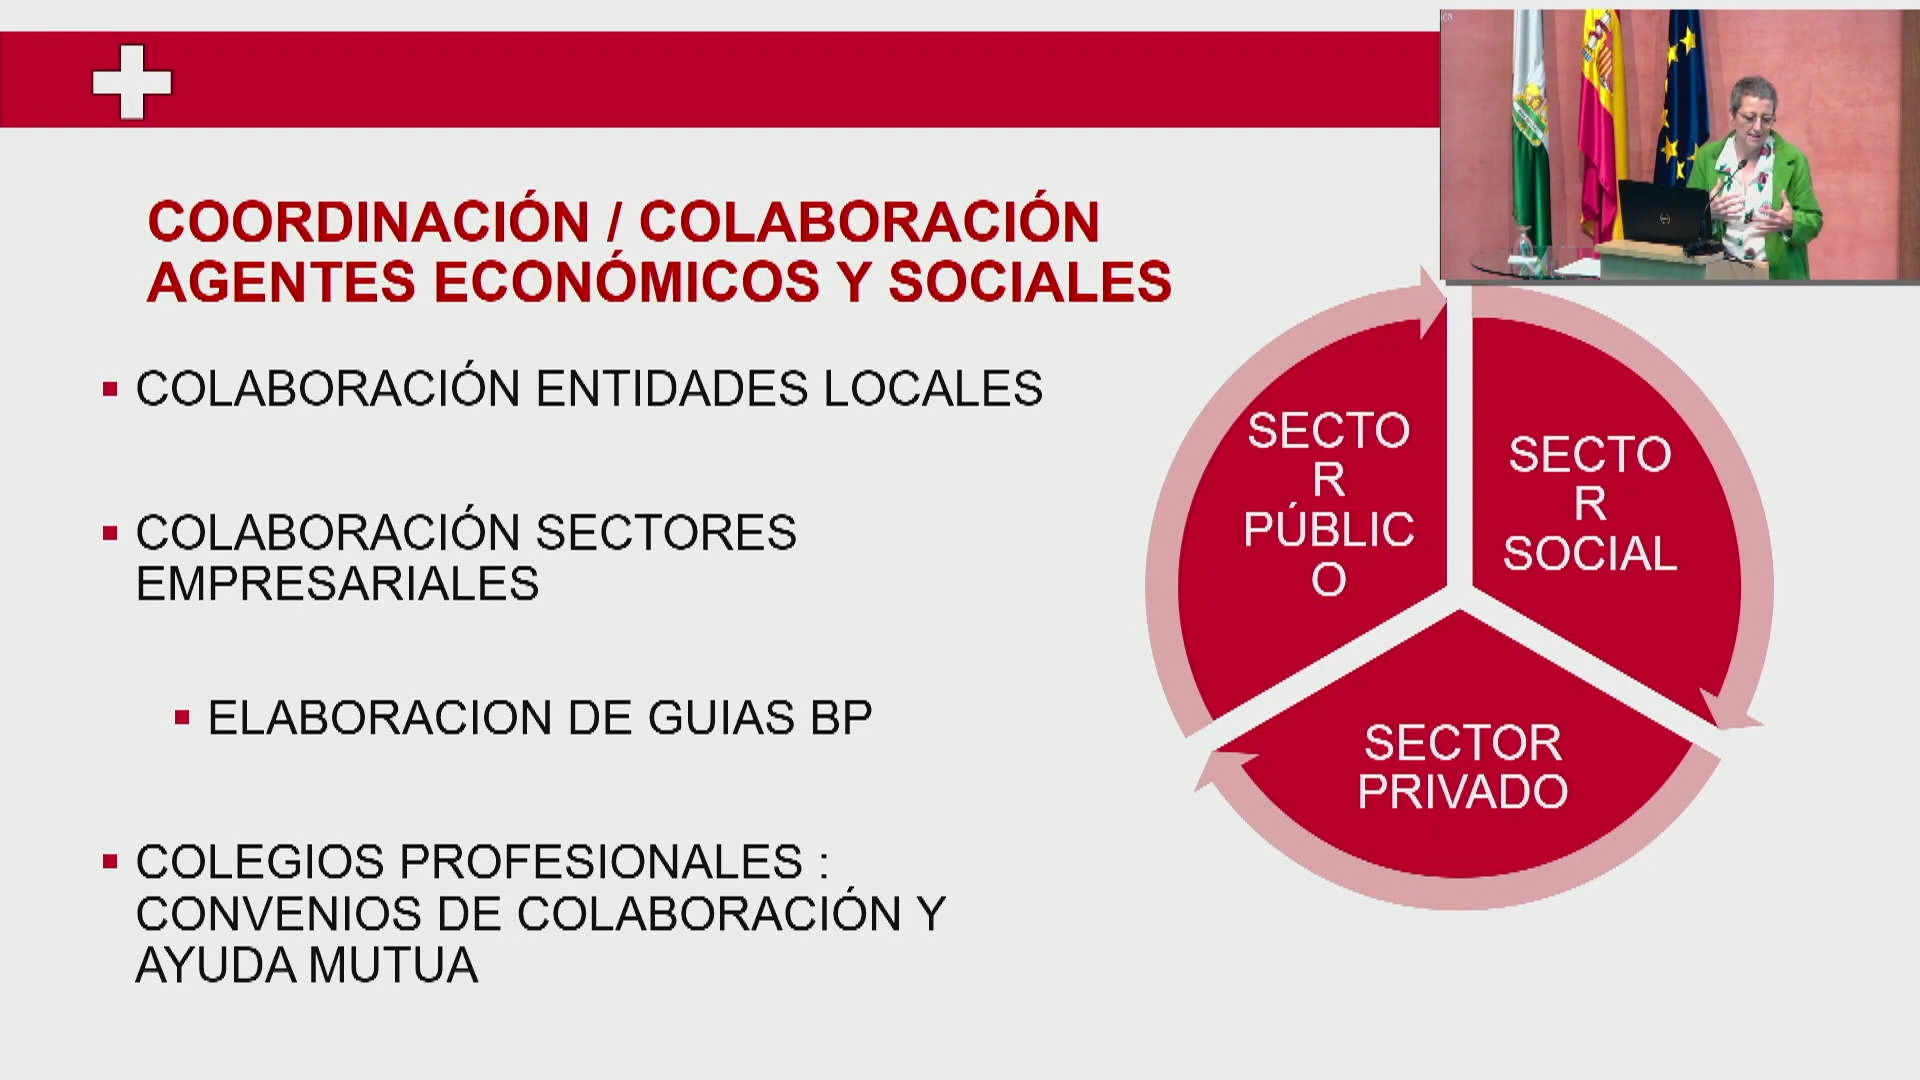 COORDINACIÓN / COLABORACIÓN
AGENTES ECONÓMICOS Y SOCIALES
COLABORACIÓN ENTIDADES LOCALES
COLABORACIÓN SECTORES
EMPRESARIALES
ELABORACION DE GUIAS BP
COLEGIOS PROFESIONALES :
CONVENIOS DE COLABORACIÓN Y
AYUDA MUTUA
SECTO
R
PÚBLIC
O
SECTO
R
SOCIAL
SECTOR
PRIVADO